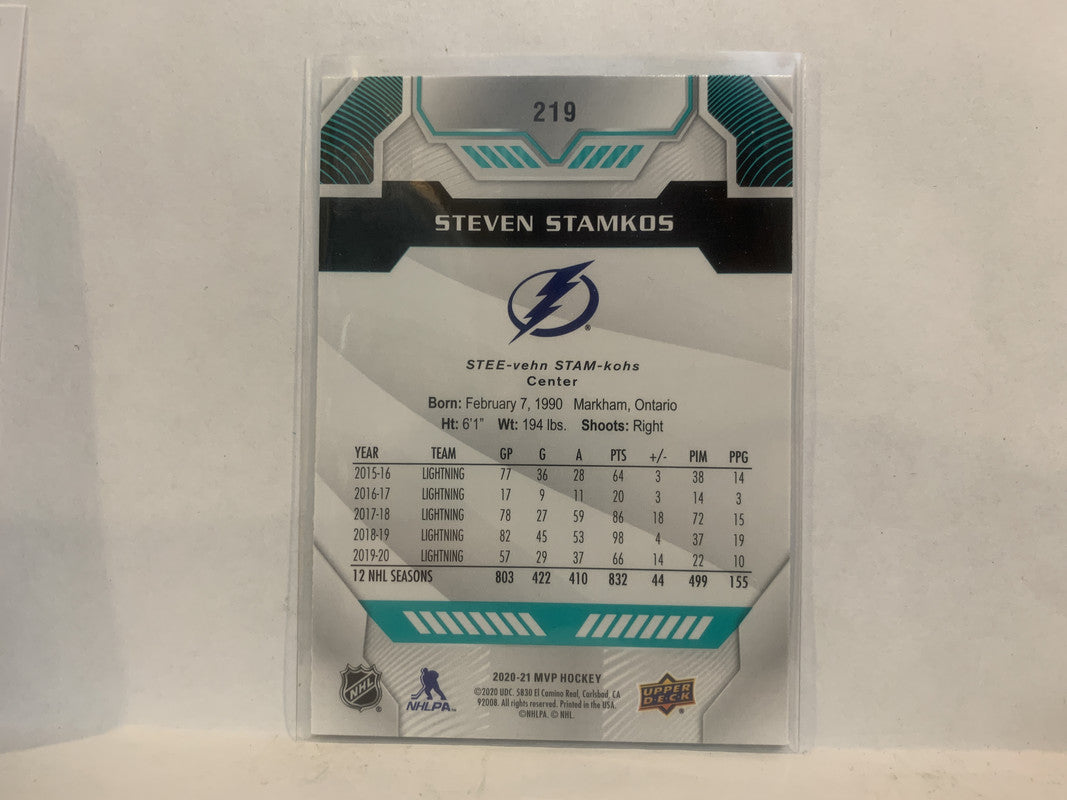 219
STEVEN STAMKOS
®
STEE-vehn STAM-kohs
Center
Born: February 7, 1990 Markham, Ontario
Ht: 6'1" Wt: 194 lbs. Shoots: Right
YEAR TEAM GP G A PTS +/- PIM PPG
2015-16 LIGHTNING 77 36 28 64 3 38 14
2016-17 LIGHTNING 17 9 11 20 3 14 3
2017-18 LIGHTNING 78 27 59 86 18 72 15
2018-19 LIGHTNING 82 45 53 98 4 37 19
2019-20 LIGHTNING 57 29 37 66 14 22 10
12 NHL SEASONS 803 422 410 832 44 499 155
2020-21 MVP HOCKEY
©2020 UDC. 5830 El Camino Real, Carlsbad, CA
92008. All rights reserved. Printed in the USA.
©NHLPA. © NHL.
NHL ®
NHLPA™
UPPER
DECK ®